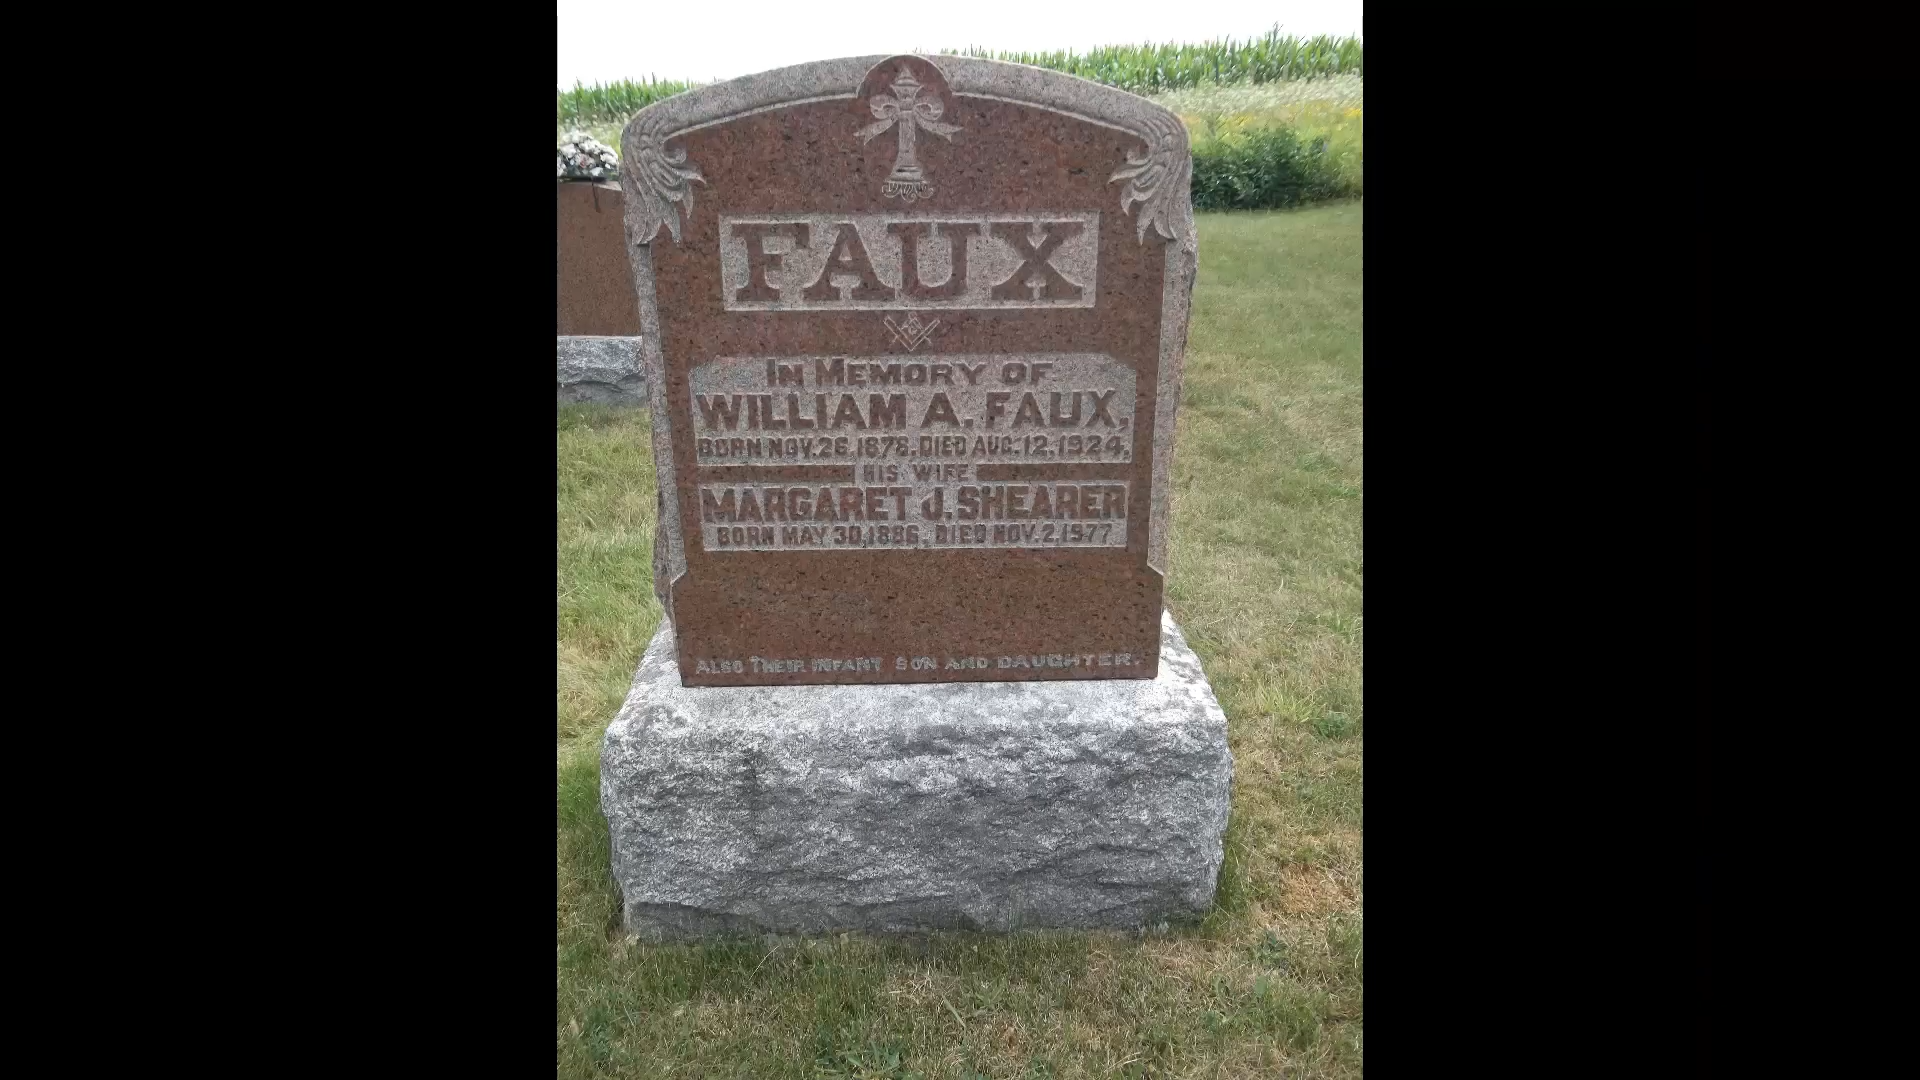 FAUX
IN MEMORY OF
WILLIAM A. FAUX,
BORN NOV. 26, 1878, DIED AUG. 12, 1924,
HIS WIFE
MARGARET J. SHEARER
BORN MAY 30, 1886, DIED NOV. 2, 1977
ALSO THEIR INFANT SON AND DAUGHTER.